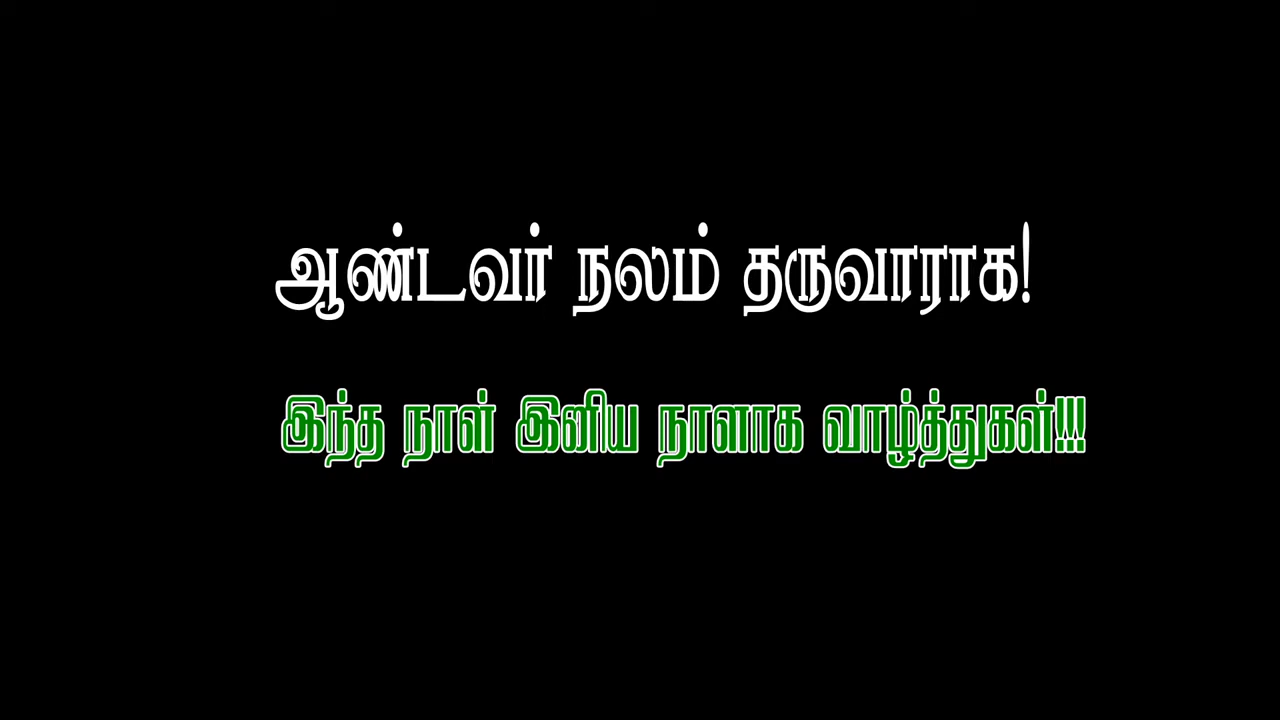 ஆண்டவர் நலம் தருவாராக!
இந்த நாள் இனிய நாளாக வாழ்த்துகள்!!!